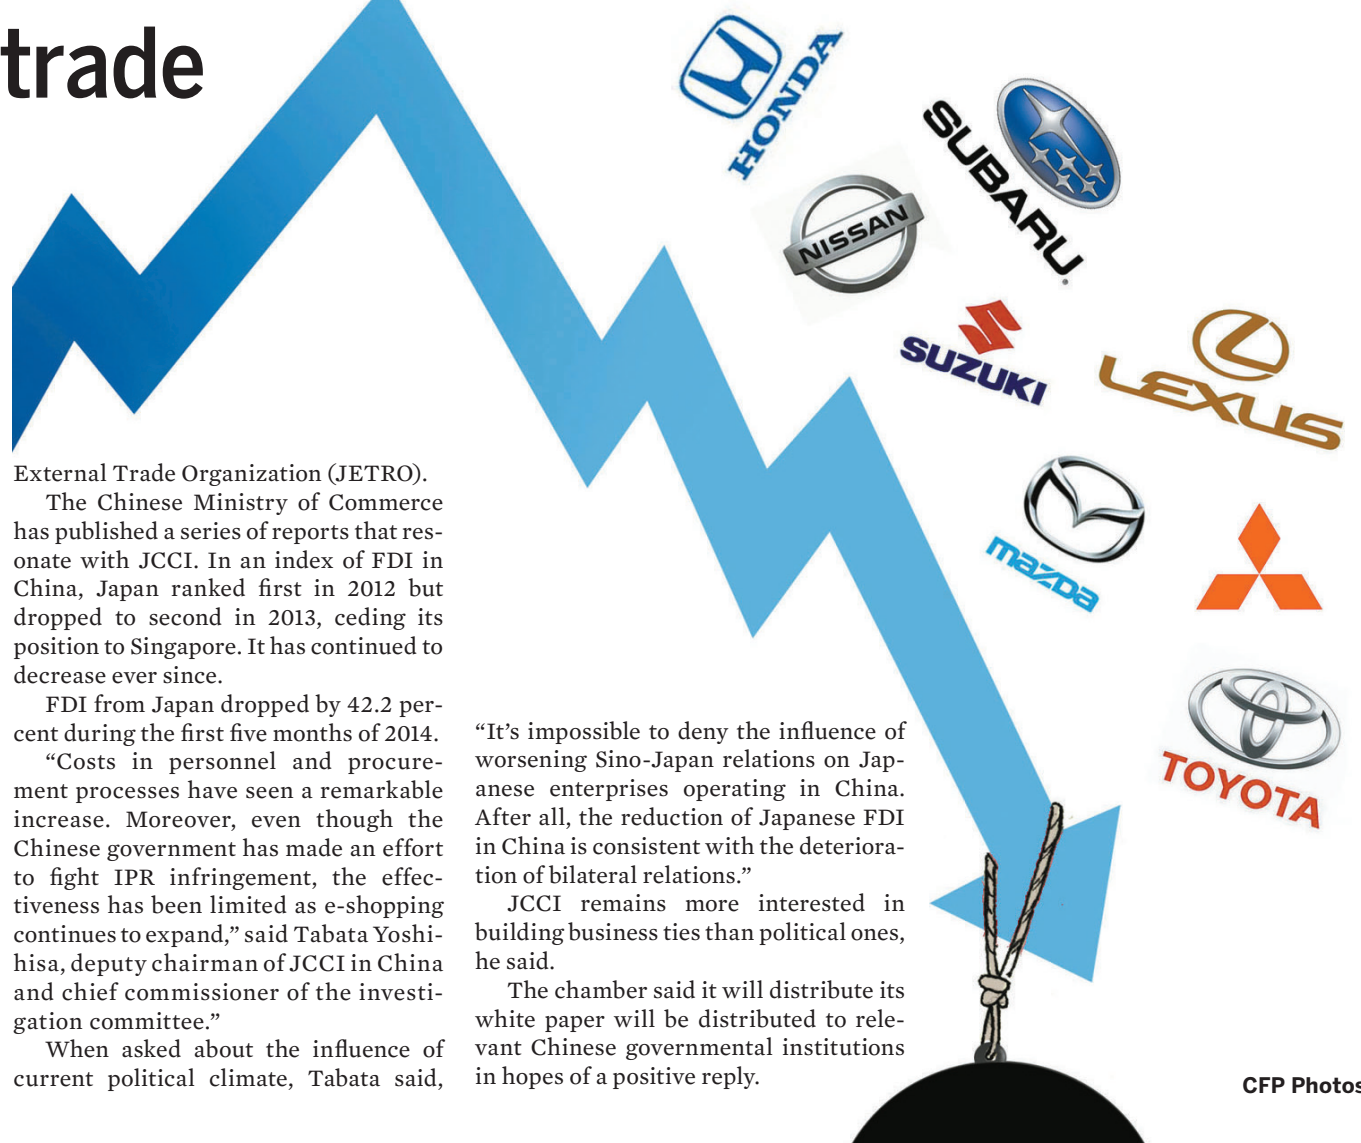 trade
HONDA
SUBARU
NISSAN
SUZUKI
LEXUS
mazda
TOYOTA
External Trade Organization (JETRO).
The Chinese Ministry of Commerce
has published a series of reports that res-
onate with JCCI. In an index of FDI in
China, Japan ranked first in 2012 but
dropped to second in 2013, ceding its
position to Singapore. It has continued to
decrease ever since.
FDI from Japan dropped by 42.2 per-
cent during the first five months of 2014.
“Costs in personnel and procure-
ment processes have seen a remarkable
increase. Moreover, even though the
Chinese government has made an effort
to fight IPR infringement, the effec-
tiveness has been limited as e-shopping
continues to expand,” said Tabata Yoshi-
hisa, deputy chairman of JCCI in China
and chief commissioner of the investi-
gation committee.”
When asked about the influence of
current political climate, Tabata said,
“It’s impossible to deny the influence of
worsening Sino-Japan relations on Jap-
anese enterprises operating in China.
After all, the reduction of Japanese FDI
in China is consistent with the deteriora-
tion of bilateral relations.”
JCCI remains more interested in
building business ties than political ones,
he said.
The chamber said it will distribute its
white paper will be distributed to rele-
vant Chinese governmental institutions
in hopes of a positive reply.
CFP Photos